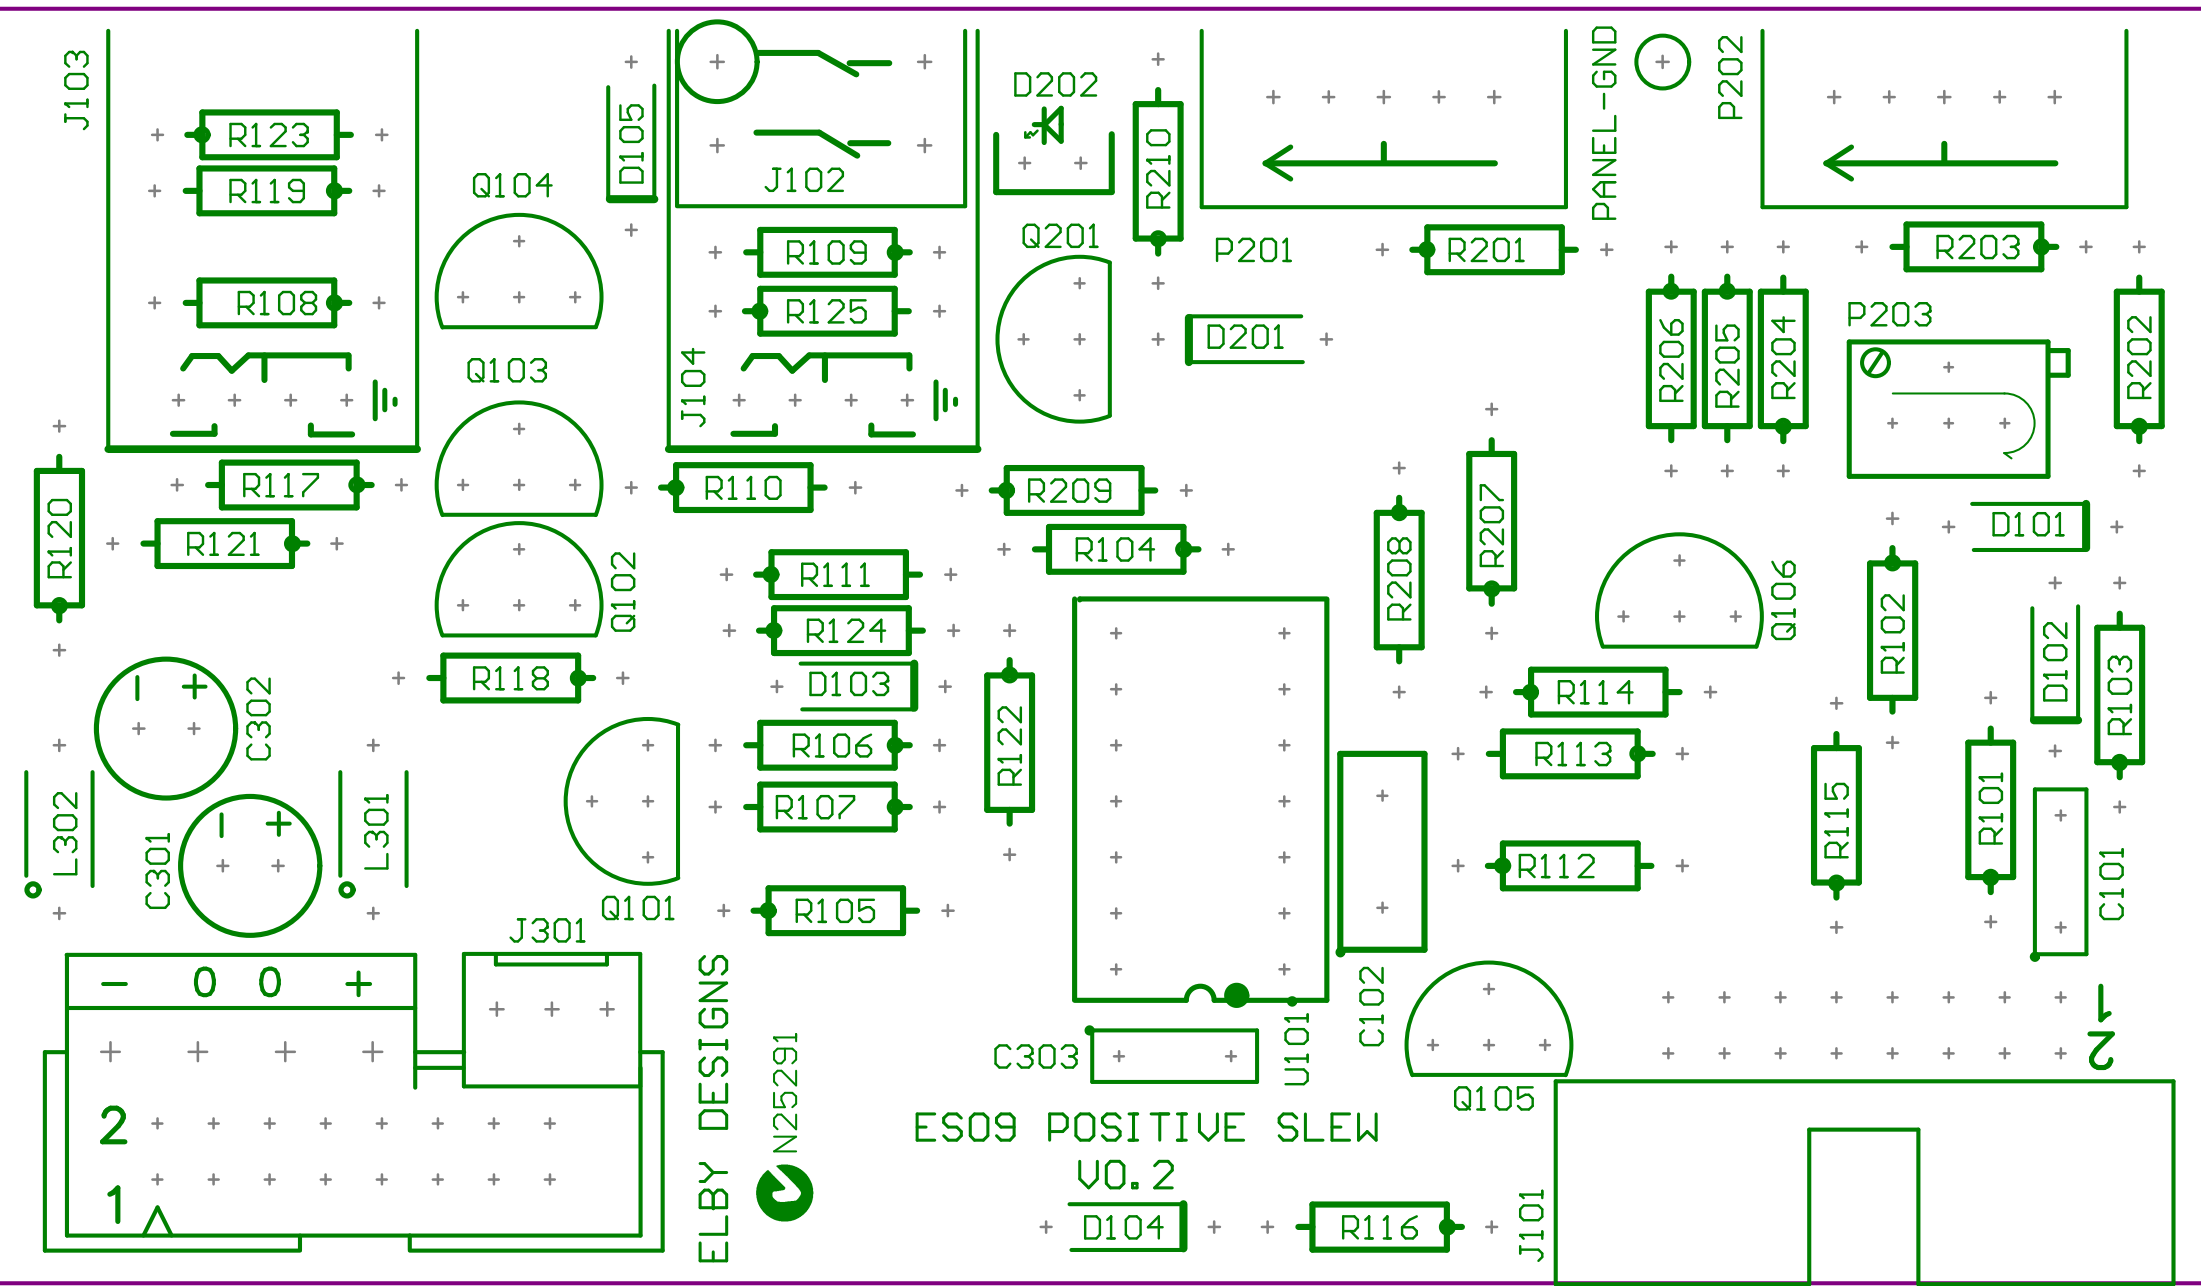 J103
R123
R119
R108
Q104
Q103
D105
J102
D202
R210
PANEL-GND
P202
Q201
P201
R201
R203
R109
R125
J104
D201
R206
R205
R204
P203
R202
R120
R117
R121
R110
R209
R104
R208
R207
D101
Q102
R111
R124
D103
R118
R122
Q106
R102
D102
R103
C302
R106
R107
R114
R113
R115
R101
L302
C301
L301
Q101
R105
R112
C101
J301
- 0 0 +
C102
C303
U101
1
2
2
1
ELBY DESIGNS
N25291
Q105
ES09 POSITIVE SLEW
V0.2
D104
R116
J101